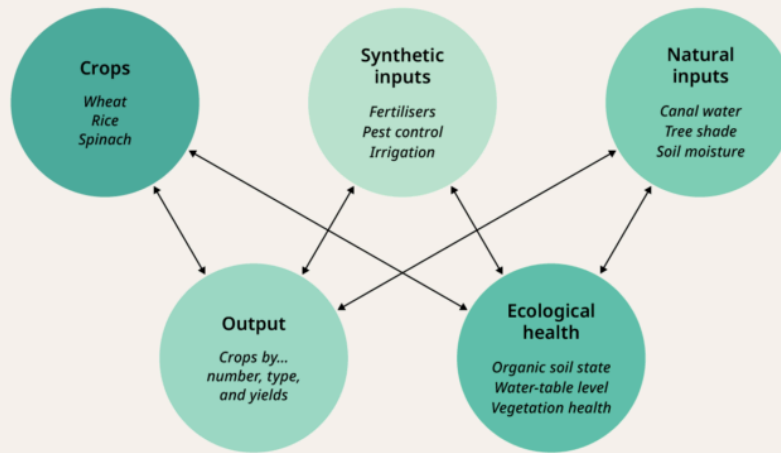 Crops
Wheat
Rice
Spinach
Synthetic
inputs
Fertilisers
Pest control
Irrigation
Natural
inputs
Canal water
Tree shade
Soil moisture
Output
Crops by...
number, type,
and yields
Ecological
health
Organic soil state
Water-table level
Vegetation health